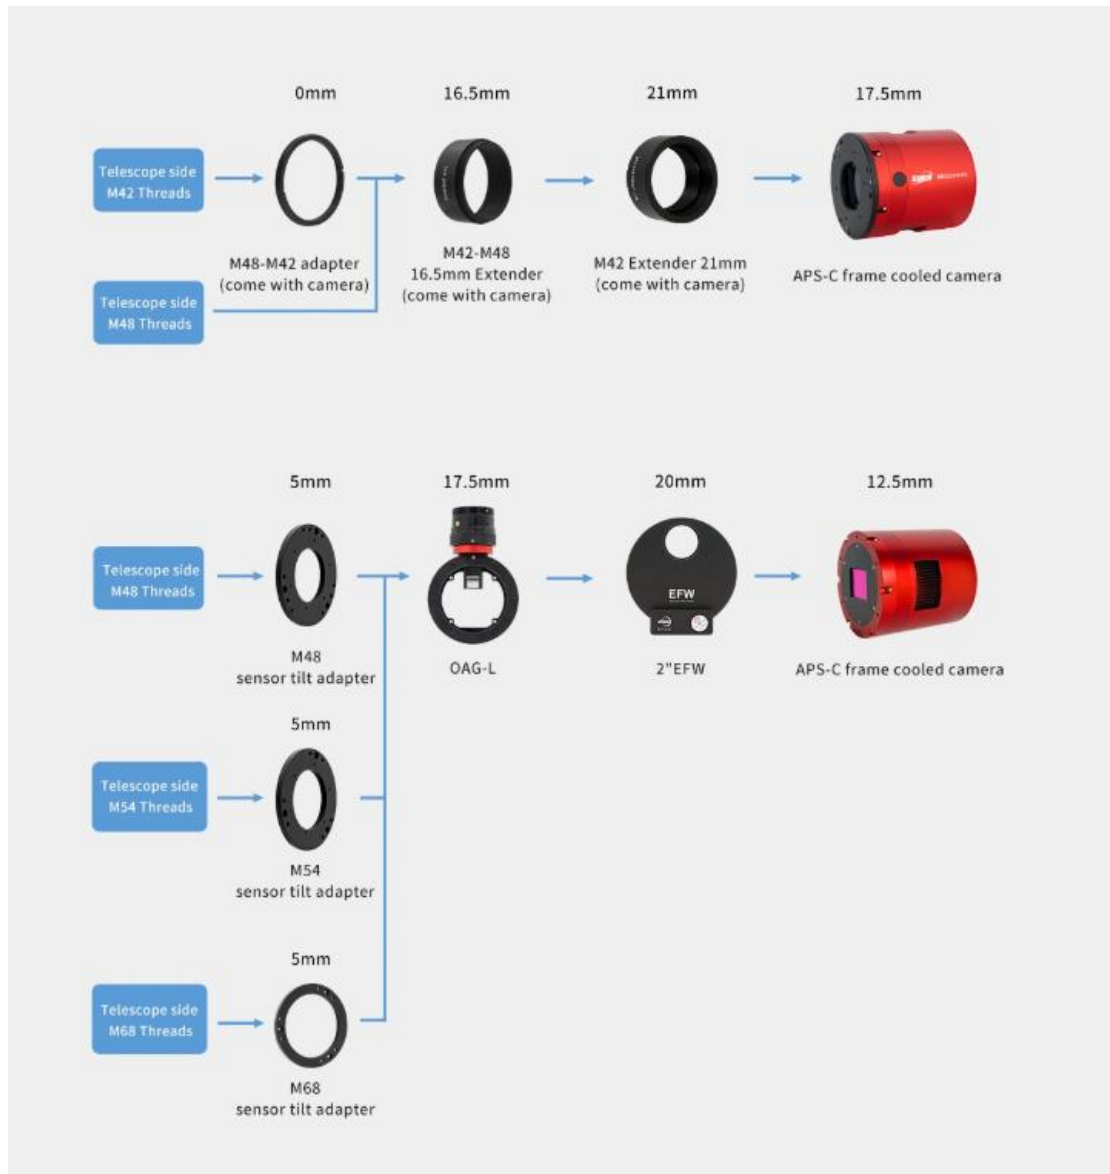 0mm
16.5mm
21mm
17.5mm
Telescope side
M42 Threads
M48-M42 adapter
(come with camera)
M42-M48
16.5mm Extender
(come with camera)
M42 Extender 21mm
(come with camera)
APS-C frame cooled camera
Telescope side
M48 Threads
5mm
17.5mm
20mm
12.5mm
Telescope side
M48 Threads
EFW
M48
sensor tilt adapter
OAG-L
2"EFW
APS-C frame cooled camera
5mm
Telescope side
M54 Threads
M54
sensor tilt adapter
5mm
Telescope side
M68 Threads
M68
sensor tilt adapter